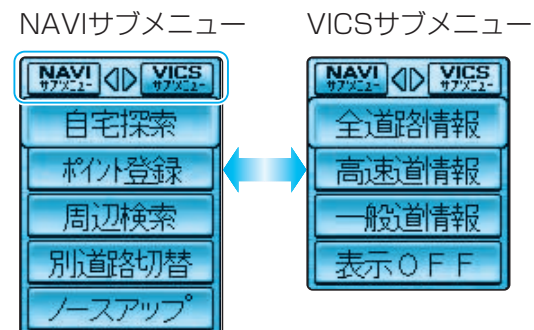 NAVIサブメニュー
NAVI サブメニュー VICS サブメニュー
自宅探索
ポイント登録
周辺検索
別道路切替
ノースアップ
VICSサブメニュー
NAVI サブメニュー VICS サブメニュー
全道路情報
高速道情報
一般道情報
表示OFF